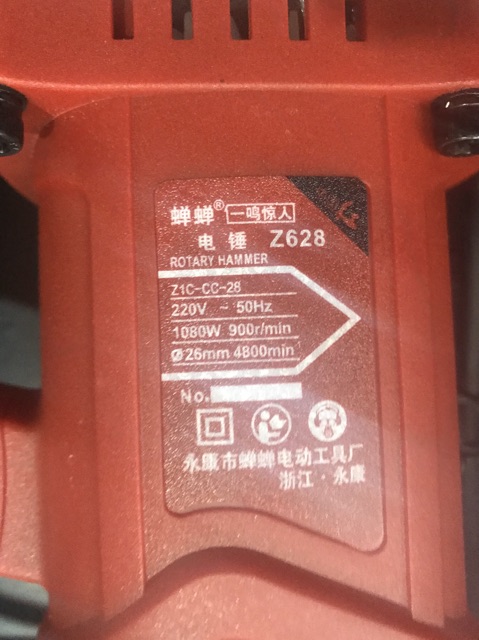 蝉蝉® 一鸣惊人
电锤 Z628
ROTARY HAMMER
Z1C-CC-28
220V ~ 50Hz
1080W 900r/min
Ø26mm 4800min
No.
永康市蝉蝉电动工具厂
浙江·永康